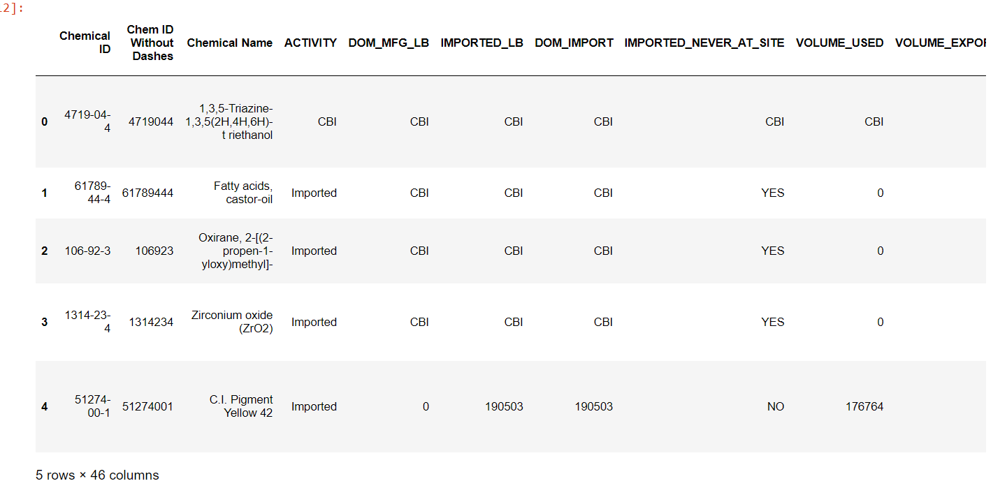 2]:
Chemical ID Chem ID Without Dashes Chemical Name ACTIVITY DOM_MFG_LB IMPORTED_LB DOM_IMPORT IMPORTED_NEVER_AT_SITE VOLUME_USED VOLUME_EXPOR
0 4719-04-4 4719044 1,3,5-Triazine-1,3,5(2H,4H,6H)-t riethanol CBI CBI CBI CBI CBI CBI
1 61789-44-4 61789444 Fatty acids, castor-oil Imported CBI CBI CBI YES 0
2 106-92-3 106923 Oxirane, 2-[(2-propen-1-yloxy)methyl]- Imported CBI CBI CBI YES 0
3 1314-23-4 1314234 Zirconium oxide (ZrO2) Imported CBI CBI CBI YES 0
4 51274-00-1 51274001 C.I. Pigment Yellow 42 Imported 0 190503 190503 NO 176764
5 rows × 46 columns